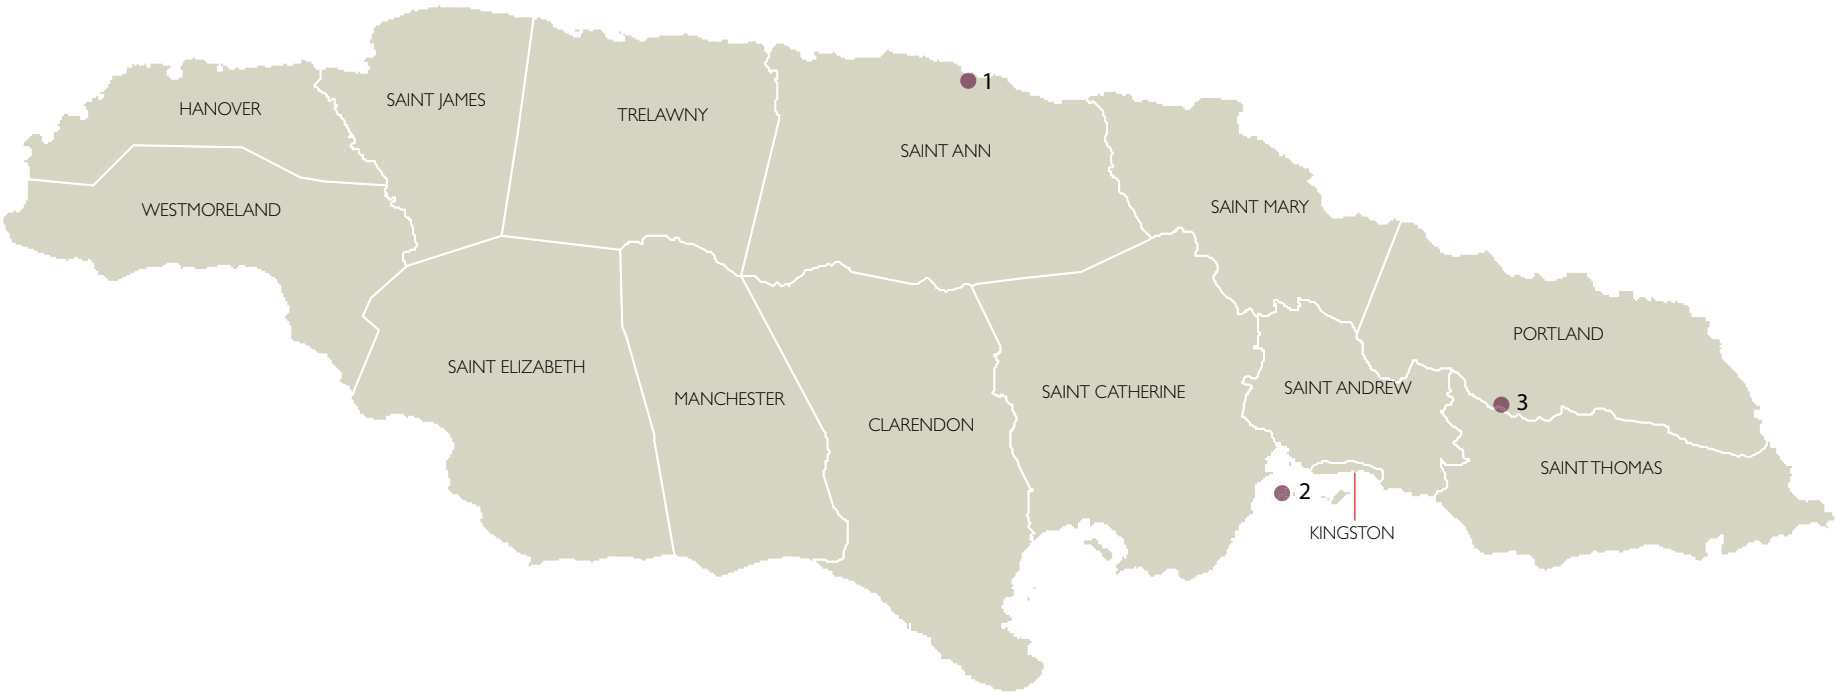 HANOVER
SAINT JAMES
TRELAWNY
1
SAINT ANN
WESTMORELAND
SAINT MARY
PORTLAND
SAINT ELIZABETH
MANCHESTER
CLARENDON
SAINT CATHERINE
SAINT ANDREW
3
SAINT THOMAS
2
KINGSTON